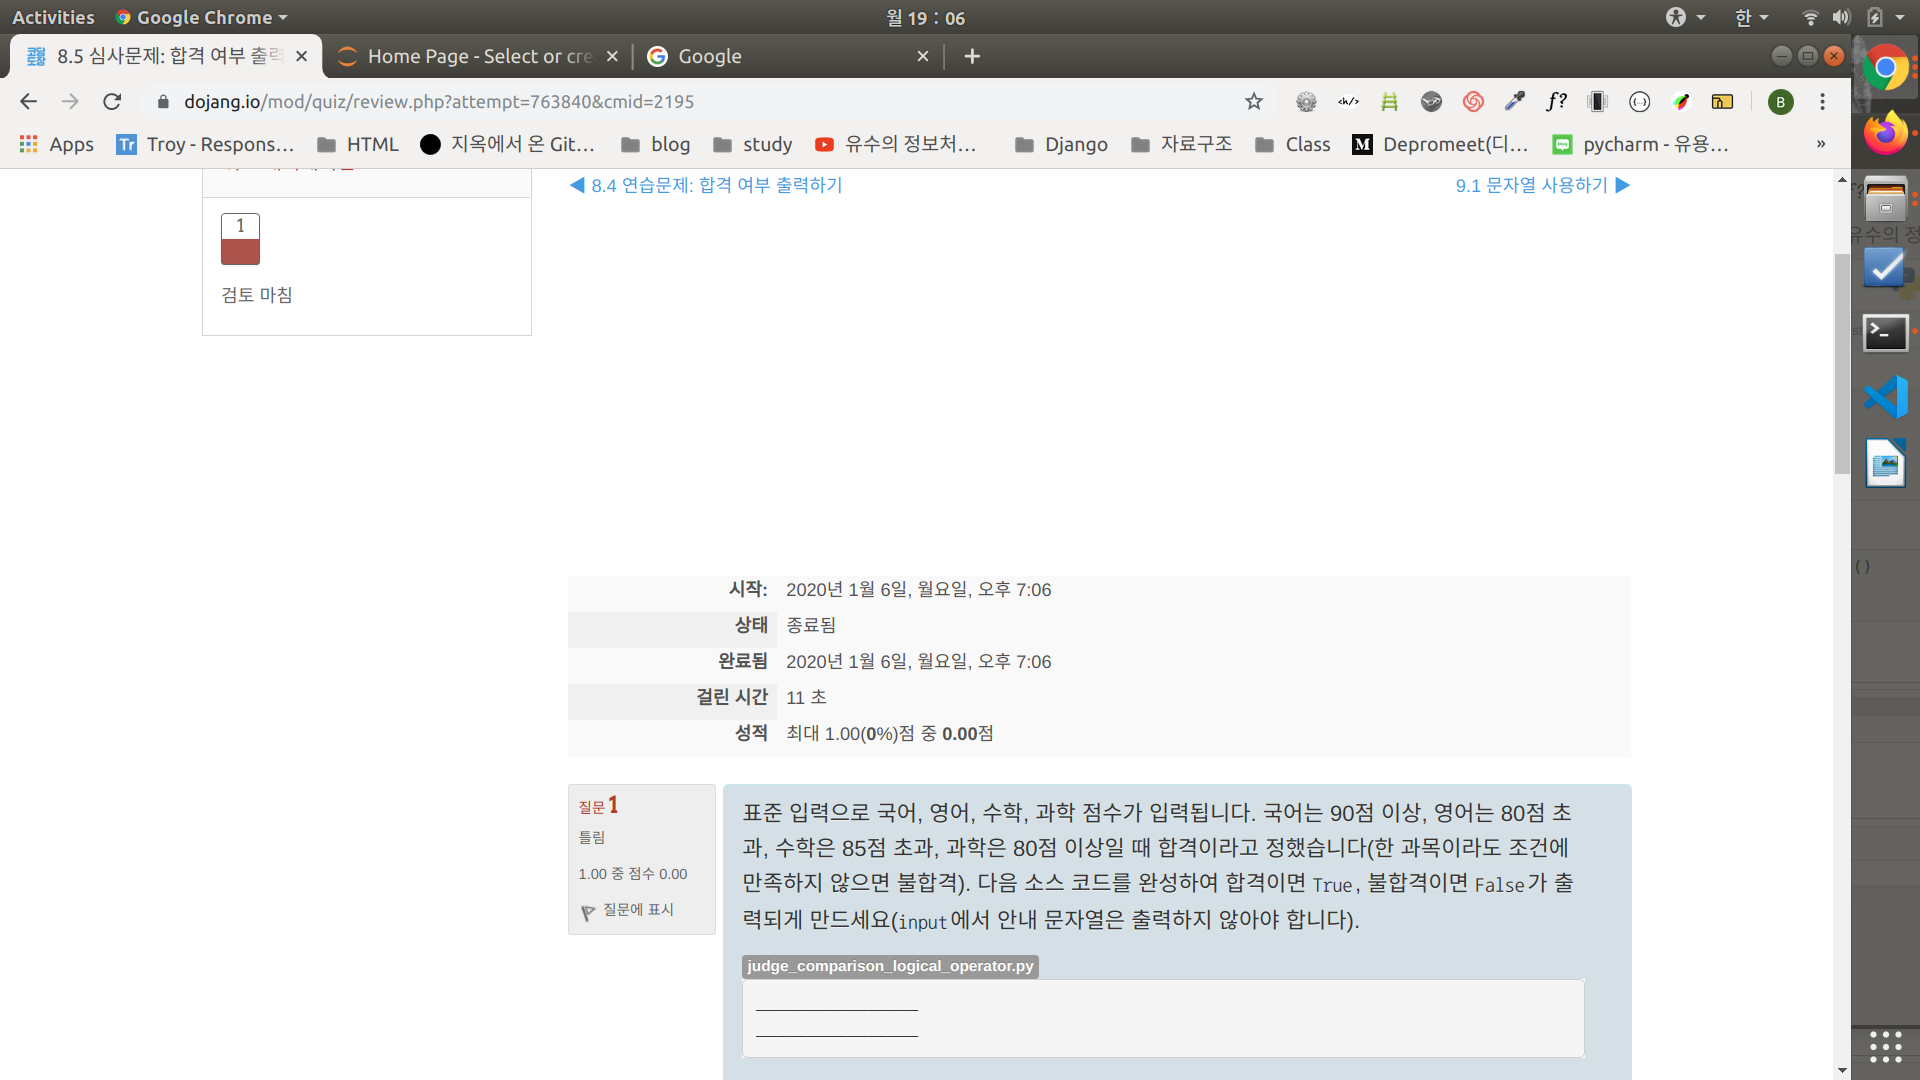 Activities
Google Chrome
월 19 : 06
한
8.5 심사문제: 합격 여부 출력
Home Page - Select or cre
Google
dojang.io/mod/quiz/review.php?attempt=763840&cmid=2195
B
Apps
Troy - Respons...
HTML
지옥에서 온 Git...
blog
study
유수의 정보처...
Django
자료구조
Class
Depromeet(디...
pycharm - 유용...
»
◀ 8.4 연습문제: 합격 여부 출력하기
9.1 문자열 사용하기 ▶
1
검토 마침
시작: 2020년 1월 6일, 월요일, 오후 7:06
상태 종료됨
완료됨 2020년 1월 6일, 월요일, 오후 7:06
걸린 시간 11 초
성적 최대 1.00(0%)점 중 0.00점
질문 1
틀림
1.00 중 점수 0.00
질문에 표시
표준 입력으로 국어, 영어, 수학, 과학 점수가 입력됩니다. 국어는 90점 이상, 영어는 80점 초
과, 수학은 85점 초과, 과학은 80점 이상일 때 합격이라고 정했습니다(한 과목이라도 조건에
만족하지 않으면 불합격). 다음 소스 코드를 완성하여 합격이면 True, 불합격이면 False가 출
력되게 만드세요(input에서 안내 문자열은 출력하지 않아야 합니다).
judge_comparison_logical_operator.py
________________
________________
유수의 정
()